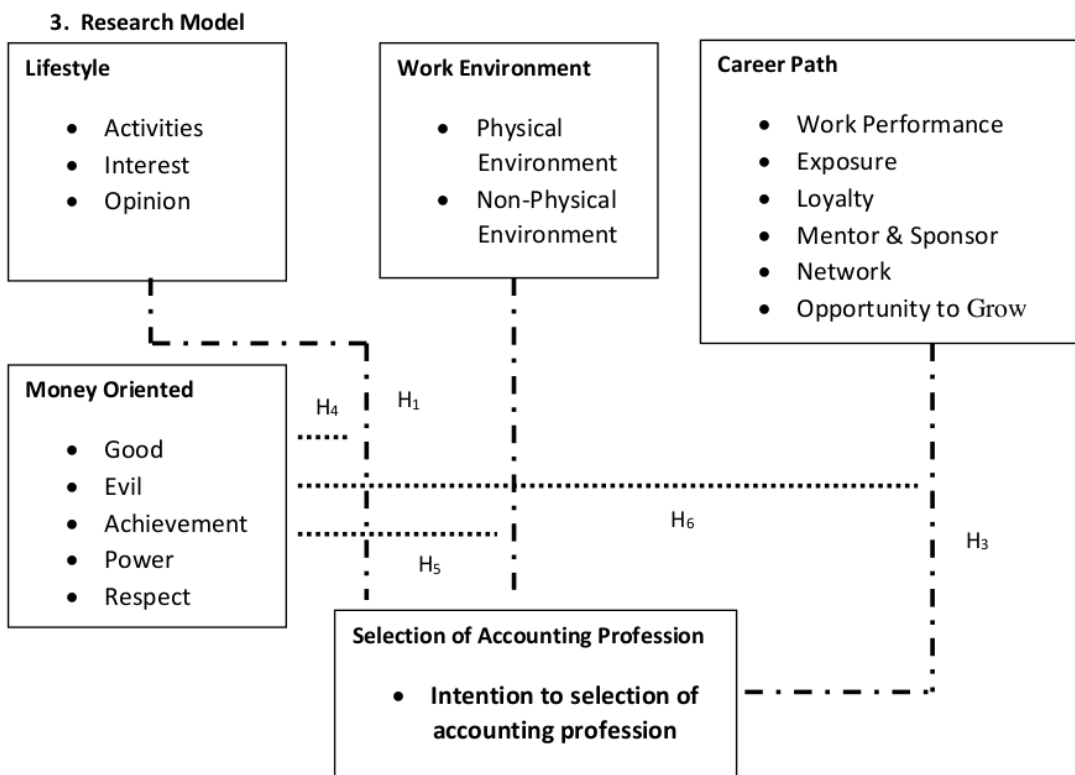 3. Research Model
Lifestyle
• Activities
• Interest
• Opinion
Work Environment
• Physical
Environment
• Non-Physical
Environment
Career Path
• Work Performance
• Exposure
• Loyalty
• Mentor & Sponsor
• Network
• Opportunity to Grow
Money Oriented
• Good
• Evil
• Achievement
• Power
• Respect
H₄
H₁
H₆
H₃
H₅
Selection of Accounting Profession
• Intention to selection of
accounting profession